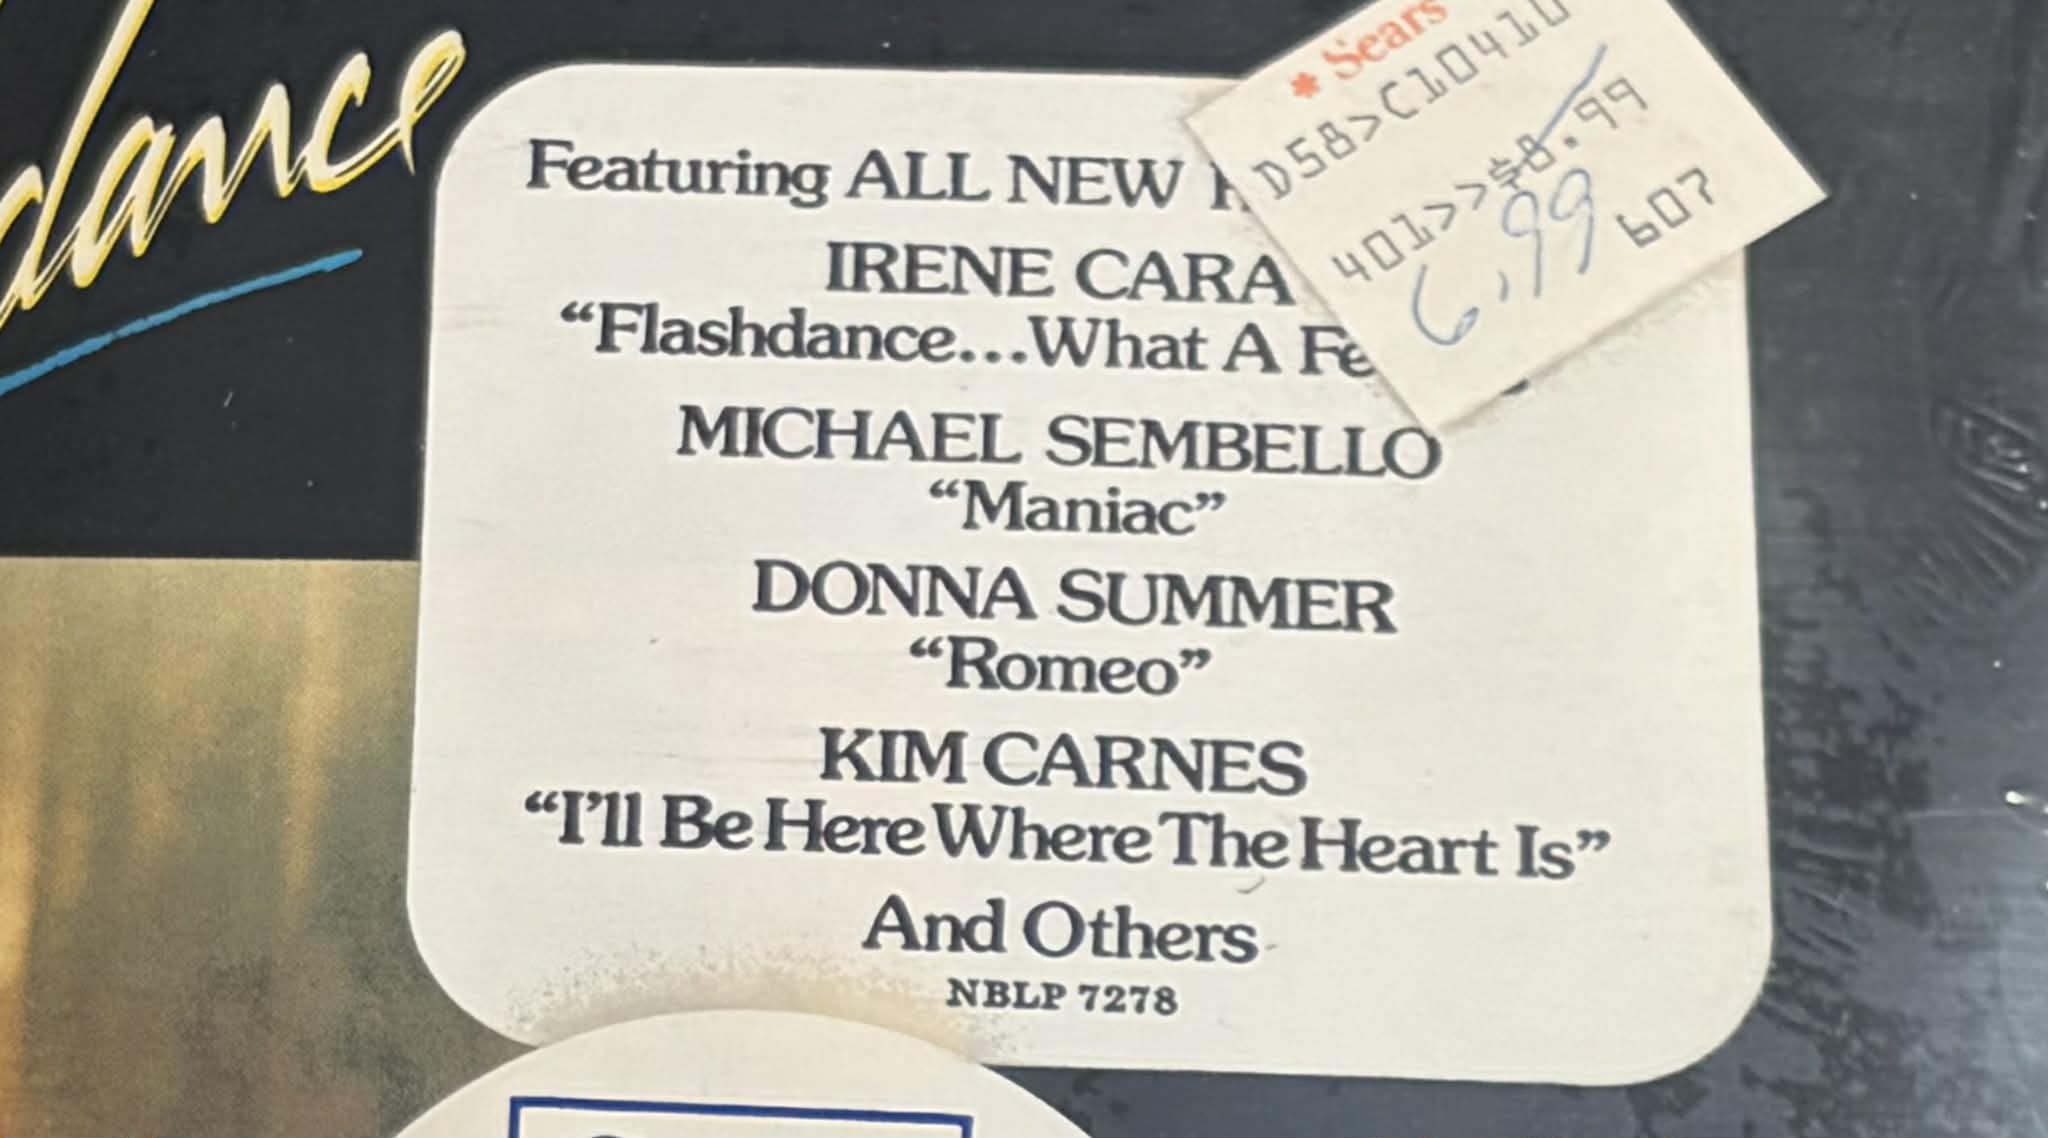 dance
Featuring ALL NEW
IRENE CARA
“Flashdance...What A
MICHAEL SEMBELLO
“Maniac”
DONNA SUMMER
“Romeo”
KIM CARNES
“I’ll Be Here Where The Heart Is”
And Others
NBLP 7278
Sears
D58>C10410
401>>$8.99
6.99
607